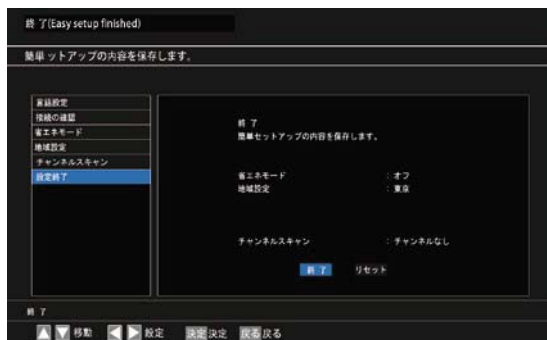 終 了(Easy setup finished)
簡単 ットアップの内容を保存します。
言語設定
接続の確認
省エネモード
地域設定
チャンネルスキャン
設定終了
終 了
簡単セットアップの内容を保存します。
省エネモード : オフ
地域設定 : 東京
チャンネルスキャン : チャンネルなし
終 了 リセット
終 了
▲ ▼ 移動 ◀ ▶ 設定 決定 決定 戻る 戻る